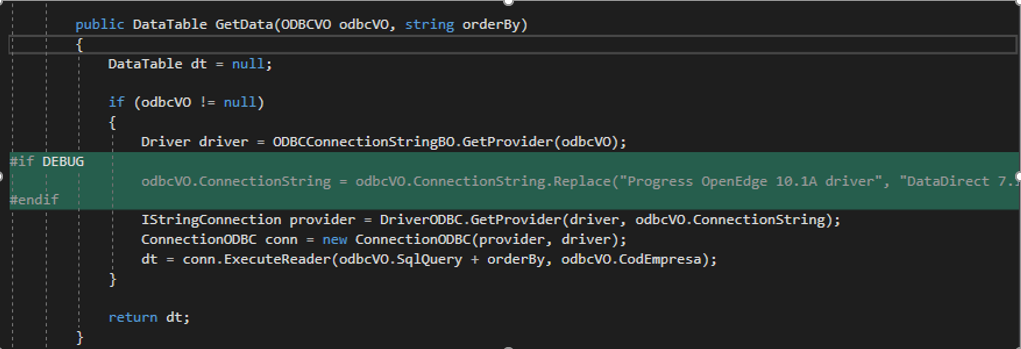 public DataTable GetData(ODBCVO odbcVO, string orderBy)
{
DataTable dt = null;
if (odbcVO != null)
{
Driver driver = ODBCConnectionStringBO.GetProvider(odbcVO);
#if DEBUG
odbcVO.ConnectionString = odbcVO.ConnectionString.Replace("Progress OpenEdge 10.1A driver", "DataDirect 7.
#endif
IStringConnection provider = DriverODBC.GetProvider(driver, odbcVO.ConnectionString);
ConnectionODBC conn = new ConnectionODBC(provider, driver);
dt = conn.ExecuteReader(odbcVO.SqlQuery + orderBy, odbcVO.CodEmpresa);
}
return dt;
}